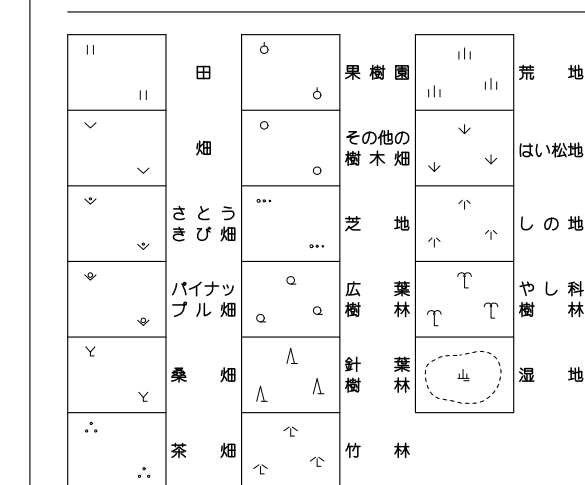 田
畑
さとう
きび畑
パイナッ
プル畑
桑畑
茶畑
果樹園
その他の
樹木畑
芝地
広葉
樹林
針葉
樹林
竹林
荒地
はい松地
しの地
やし科
樹林
湿地